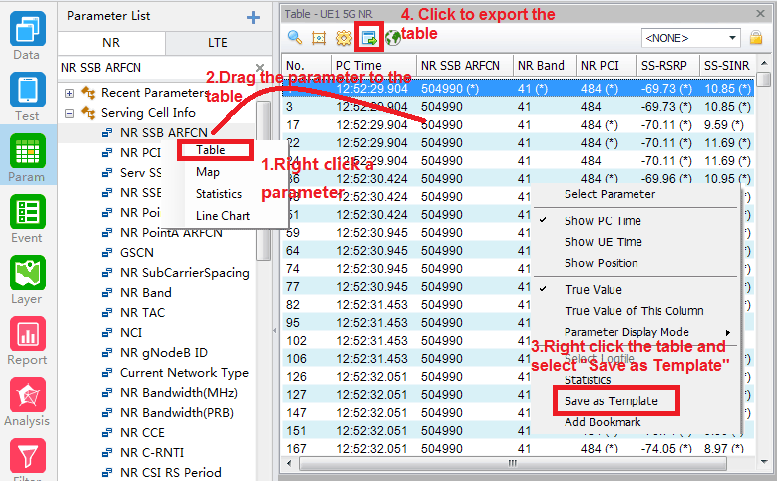 Data
Test
Param
Event
Layer
Report
Analysis
Filter
Parameter List
NR
LTE
NR SSB ARFCN
Recent Parameters
Serving Cell Info
NR SSB ARFCN
NR PCI
Serv SS
NR SSB
NR Poi
NR PointA ARFCN
GSCN
NR SubCarrierSpacing
NR Band
NR TAC
NCI
NR gNodeB ID
Current Network Type
NR Bandwidth(MHz)
NR Bandwidth(PRB)
NR CCE
NR C-RNTI
NR CSI RS Period
Table
Map
Statistics
Line Chart
1.Right click a
parameter
2.Drag the parameter to the
table
Table - UE1 5G NR
4. Click to export the
table
<NONE>
No. PC Time NR SSB ARFCN NR Band NR PCI SS-RSRP SS-SINR
12:52:29.904 504990 (*) 41 (*) 484 (*) -69.73 (*) 10.85 (*)
3 12:52:29.904 504990 41 484 (*) -69.73 (*) 10.85 (*)
17 12:52:29.904 504990 41 484 (*) -70.11 (*) 9.59 (*)
22 12:52:29.904 504990 41 484 (*) -70.11 (*) 11.69 (*)
24 12:52:29.904 504990 41 484 (*) -70.11 (*) 11.69 (*)
36 12:52:30.424 504990 41 484 (*) -69.96 (*) 10.95 (*)
12:52:30.424 504990 41
51 12:52:30.424 504990 41
59 12:52:30.945 504990 41
64 12:52:30.945 504990 41
74 12:52:30.945 504990 41
77 12:52:30.945 504990 41
82 12:52:31.453 504990 41
95 12:52:31.453 504990 41
102 12:52:31.453 504990 41
106 12:52:31.453 504990 41
126 12:52:32.051 504990 41
127 12:52:32.051 504990 41
147 12:52:32.051 504990 41
151 12:52:32.051 504990 41
167 12:52:32.051 504990 41 484 (*) -74.05 (*) 8.97 (*)
Select Parameter
Show PC Time
Show UE Time
Show Position
True Value
True Value of This Column
Parameter Display Mode
Select Logfile
Statistics
Save as Template
Add Bookmark
3.Right click the table and
select "Save as Template"